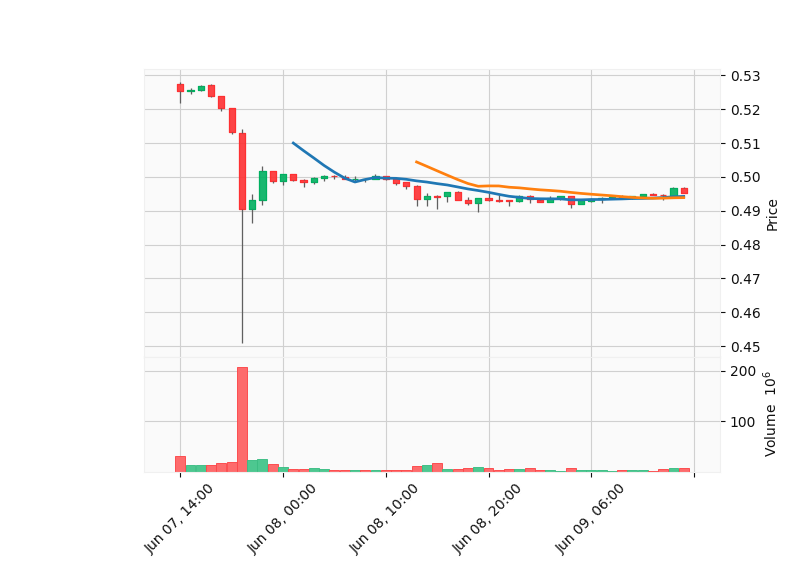 0.53
0.52
0.51
0.50
0.49
0.48
0.47
0.46
0.45
Price
200
100
Volume 10⁶
Jun 07, 14:00
Jun 08, 00:00
Jun 08, 10:00
Jun 08, 20:00
Jun 09, 06:00